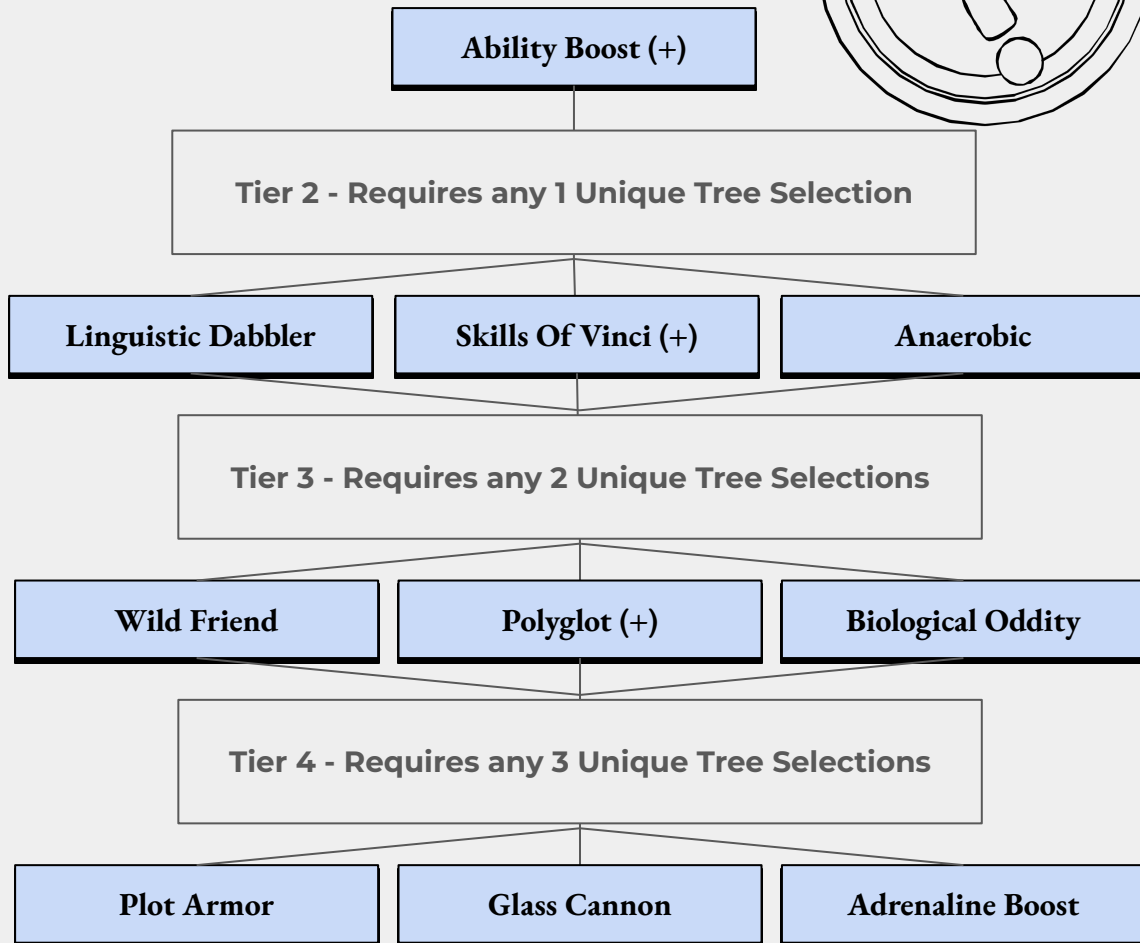 Ability Boost (+)
Tier 2 - Requires any 1 Unique Tree Selection
Linguistic Dabbler
Skills Of Vinci (+)
Anaerobic
Tier 3 - Requires any 2 Unique Tree Selections
Wild Friend
Polyglot (+)
Biological Oddity
Tier 4 - Requires any 3 Unique Tree Selections
Plot Armor
Glass Cannon
Adrenaline Boost